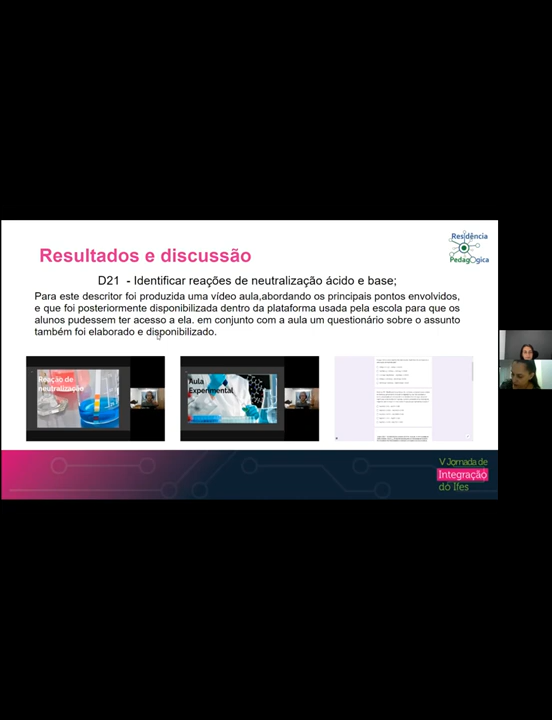 Residência
Pedagógica
Resultados e discussão
D21 - Identificar reações de neutralização ácido e base;
Para este descritor foi produzida uma vídeo aula,abordando os principais pontos envolvidos,
e que foi posteriormente disponibilizada dentro da plataforma usada pela escola para que os
alunos pudessem ter acesso a ela. em conjunto com a aula um questionário sobre o assunto
também foi elaborado e disponibilizado.
Reação de
neutralização
Aula
Experimental
V Jornada de
Integração
do Ifes